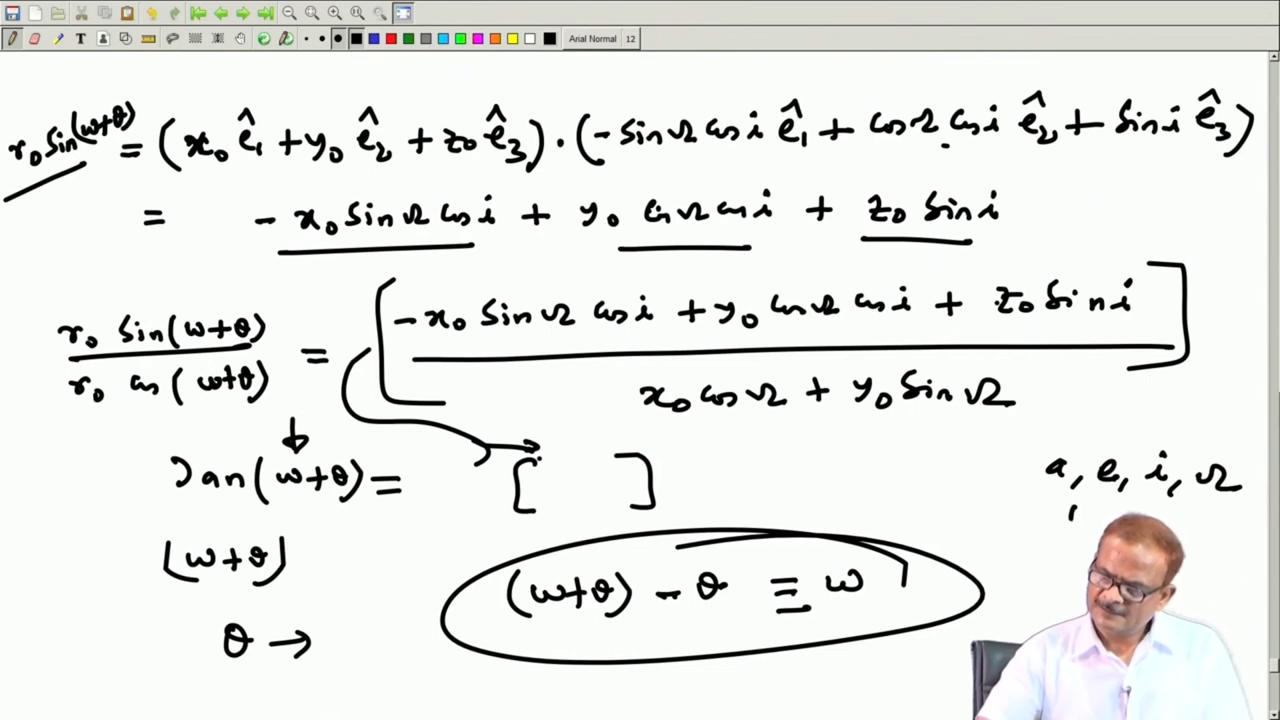 Arial Normal 12
r₀ sin(ω+θ) = (x₀ ê₁ + y₀ ê₂ + z₀ ê₃) · (- sin Ω cos i ê₁ + cos Ω cos i ê₂ + sin i ê₃)
= - x₀ sin Ω cos i + y₀ cos Ω cos i + z₀ sin i
r₀ sin(ω+θ) / r₀ cos(ω+θ) = [- x₀ sin Ω cos i + y₀ cos Ω cos i + z₀ sin i / x₀ cos Ω + y₀ sin Ω]
↓
Tan(ω+θ) = [ ]
a, e, i, Ω
,
(ω+θ)
(ω+θ) - θ ≡ ω
θ →